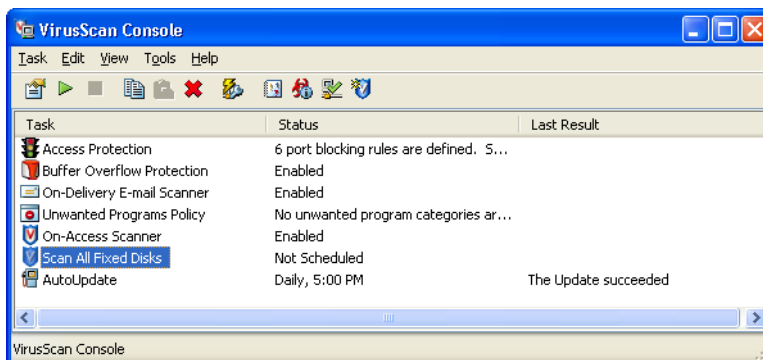 VirusScan Console
Task Edit View Tools Help
Task Status Last Result
Access Protection 6 port blocking rules are defined. S...
Buffer Overflow Protection Enabled
On-Delivery E-mail Scanner Enabled
Unwanted Programs Policy No unwanted program categories ar...
On-Access Scanner Enabled
Scan All Fixed Disks Not Scheduled
AutoUpdate Daily, 5:00 PM The Update succeeded
VirusScan Console